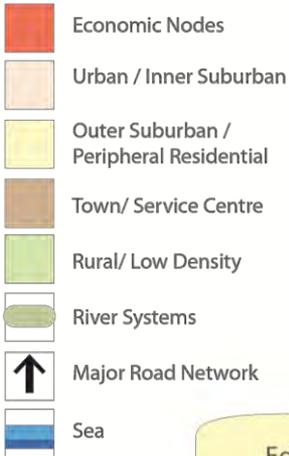 Economic Nodes
Urban / Inner Suburban
Outer Suburban /
Peripheral Residential
Town/ Service Centre
Rural/ Low Density
River Systems
Major Road Network
Sea